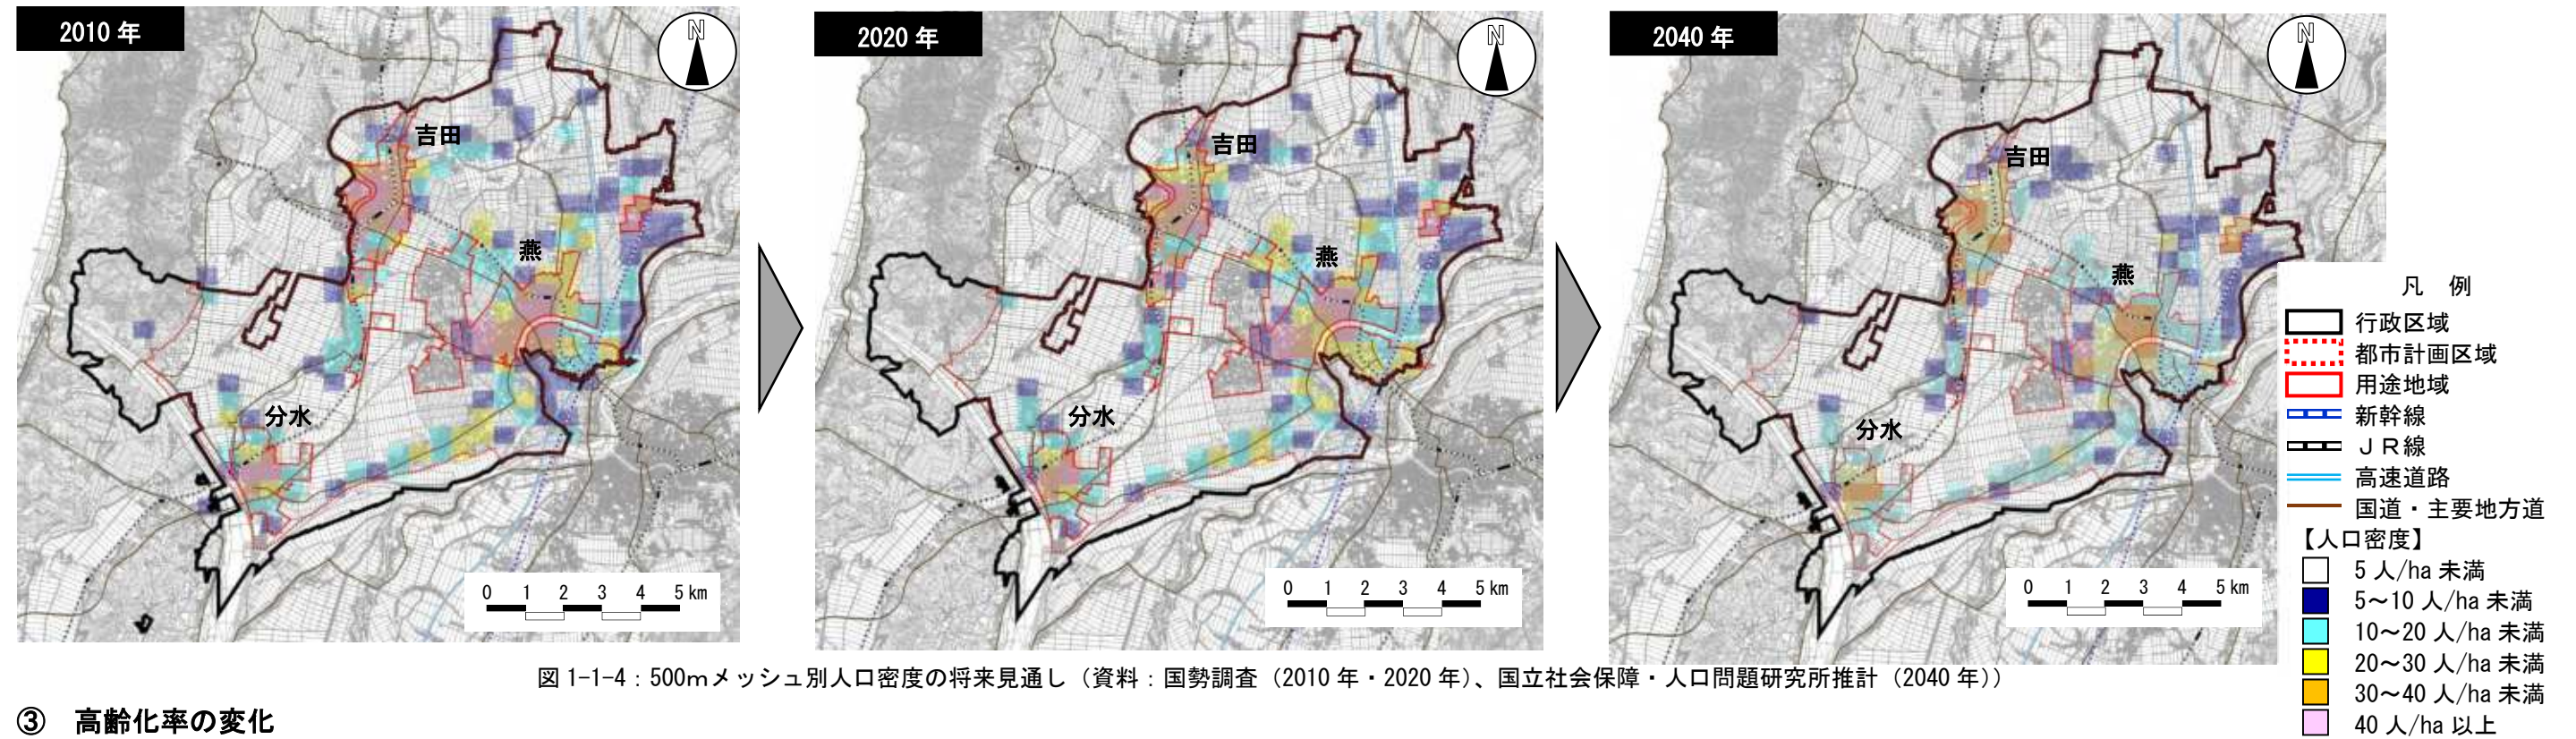 2010 年
N
吉田
燕
分水
0 1 2 3 4 5 km
2020 年
N
吉田
燕
分水
0 1 2 3 4 5 km
2040 年
N
吉田
燕
分水
0 1 2 3 4 5 km
凡 例
行政区域
都市計画区域
用途地域
新幹線
ＪＲ線
高速道路
国道・主要地方道
【人口密度】
5 人/ha 未満
5～10 人/ha 未満
10～20 人/ha 未満
20～30 人/ha 未満
30～40 人/ha 未満
40 人/ha 以上
図 1-1-4：500ｍメッシュ別人口密度の将来見通し（資料：国勢調査（2010 年・2020 年）、国立社会保障・人口問題研究所推計（2040 年））
③ 高齢化率の変化